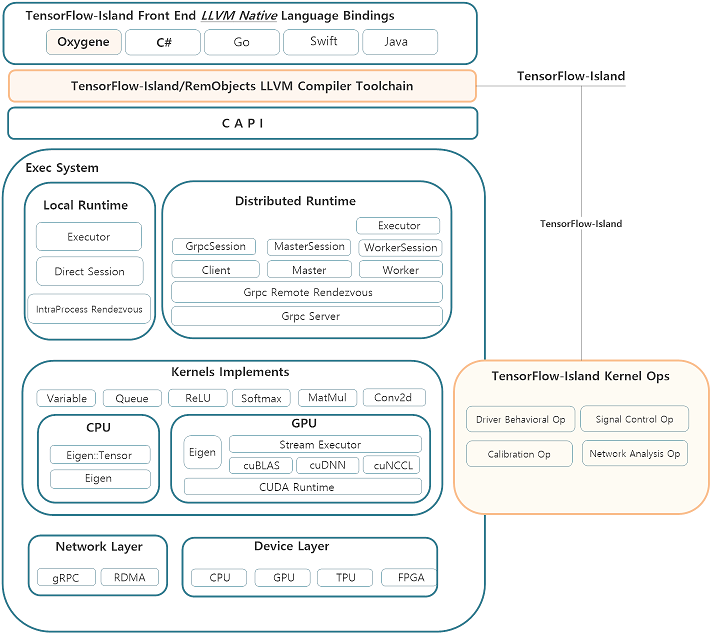 TensorFlow-Island Front End LLVM Native Language Bindings
Oxygene
C#
Go
Swift
Java
TensorFlow-Island/RemObjects LLVM Compiler Toolchain
TensorFlow-Island
C A P I
Exec System
Local Runtime
Executor
Direct Session
IntraProcess Rendezvous
Distributed Runtime
Executor
GrpcSession
MasterSession
WorkerSession
Client
Master
Worker
Grpc Remote Rendezvous
Grpc Server
TensorFlow-Island
Kernels Implements
Variable
Queue
ReLU
Softmax
MatMul
Conv2d
CPU
Eigen::Tensor
Eigen
GPU
Eigen
Stream Executor
cuBLAS
cuDNN
cuNCCL
CUDA Runtime
TensorFlow-Island Kernel Ops
Driver Behavioral Op
Signal Control Op
Calibration Op
Network Analysis Op
Network Layer
gRPC
RDMA
Device Layer
CPU
GPU
TPU
FPGA